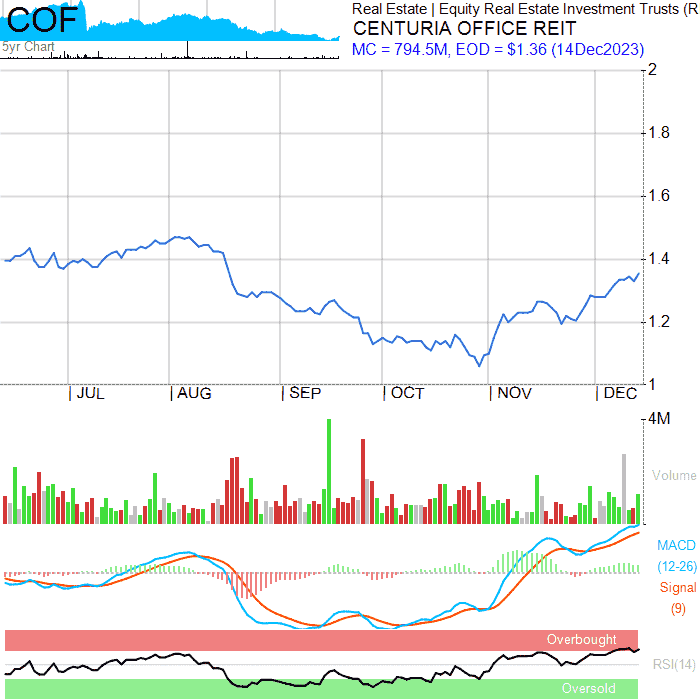 COF
5yr Chart
Real Estate | Equity Real Estate Investment Trusts (R
CENTURIA OFFICE REIT
MC = 794.5M, EOD = $1.36 (14Dec2023)
2
1.8
1.6
1.4
1.2
1
| JUL | AUG | SEP | OCT | NOV | DEC
4M
Volume
MACD
(12-26)
Signal
(9)
Overbought
RSI(14)
Oversold